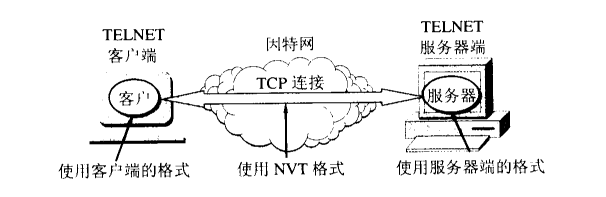 TELNET
客户端
因特网
TELNET
服务器端
TCP 连接
客户
服务器
使用客户端的格式
使用 NVT 格式
使用服务器端的格式